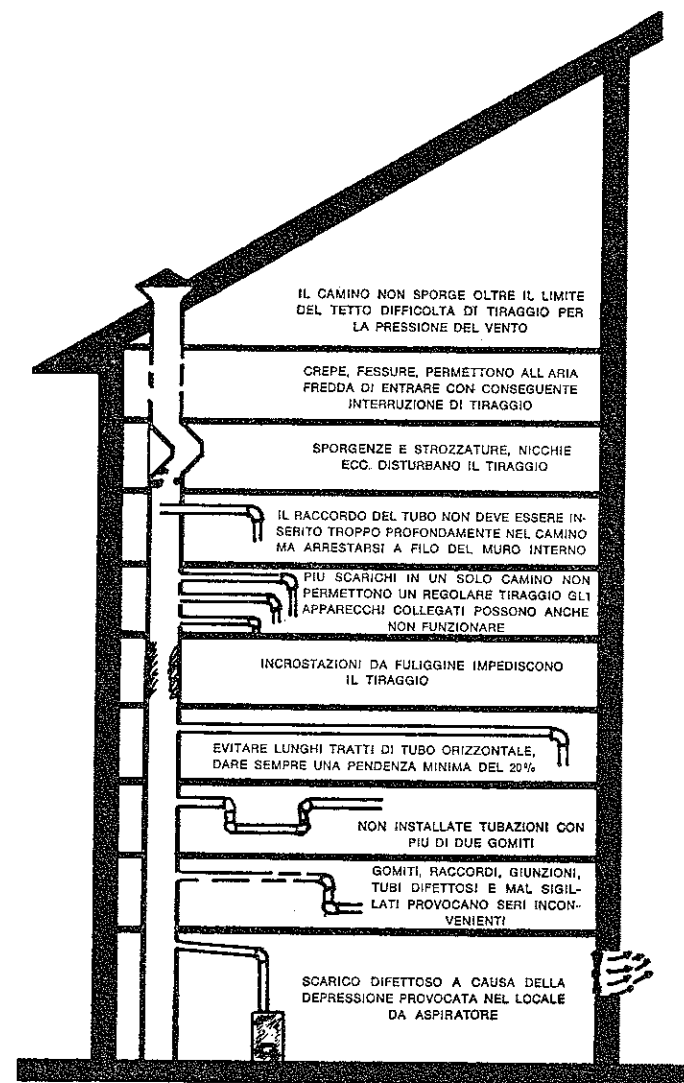 IL CAMINO NON SPORGE OLTRE IL LIMITE
DEL TETTO DIFFICOLTA DI TIRAGGIO PER
LA PRESSIONE DEL VENTO
CREPE, FESSURE, PERMETTONO ALL ARIA
FREDDA DI ENTRARE CON CONSEGUENTE
INTERRUZIONE DI TIRAGGIO
SPORGENZE E STROZZATURE, NICCHIE
ECC. DISTURBANO IL TIRAGGIO
IL RACCORDO DEL TUBO NON DEVE ESSERE IN-
SERITO TROPPO PROFONDAMENTE NEL CAMINO
MA ARRESTARSI A FILO DEL MURO INTERNO
PIU SCARICHI IN UN SOLO CAMINO NON
PERMETTONO UN REGOLARE TIRAGGIO GLI
APPARECCHI COLLEGATI POSSONO ANCHE
NON FUNZIONARE
INCROSTAZIONI DA FULIGGINE IMPEDISCONO
IL TIRAGGIO
EVITARE LUNGHI TRATTI DI TUBO ORIZZONTALE,
DARE SEMPRE UNA PENDENZA MINIMA DEL 20%
NON INSTALLATE TUBAZIONI CON
PIU DI DUE GOMITI
GOMITI, RACCORDI, GIUNZIONI,
TUBI DIFETTOSI E MAL SIGIL-
LATI PROVOCANO SERI INCON-
VENIENTI
SCARICO DIFETTOSO A CAUSA DELLA
DEPRESSIONE PROVOCATA NEL LOCALE
DA ASPIRATORE